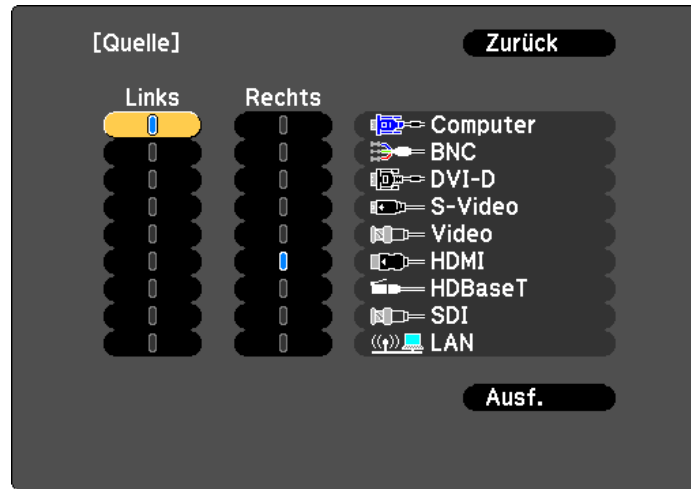 [Quelle] Zurück
Links Rechts
Computer
BNC
DVI-D
S-Video
Video
HDMI
HDBaseT
SDI
LAN
Ausf.